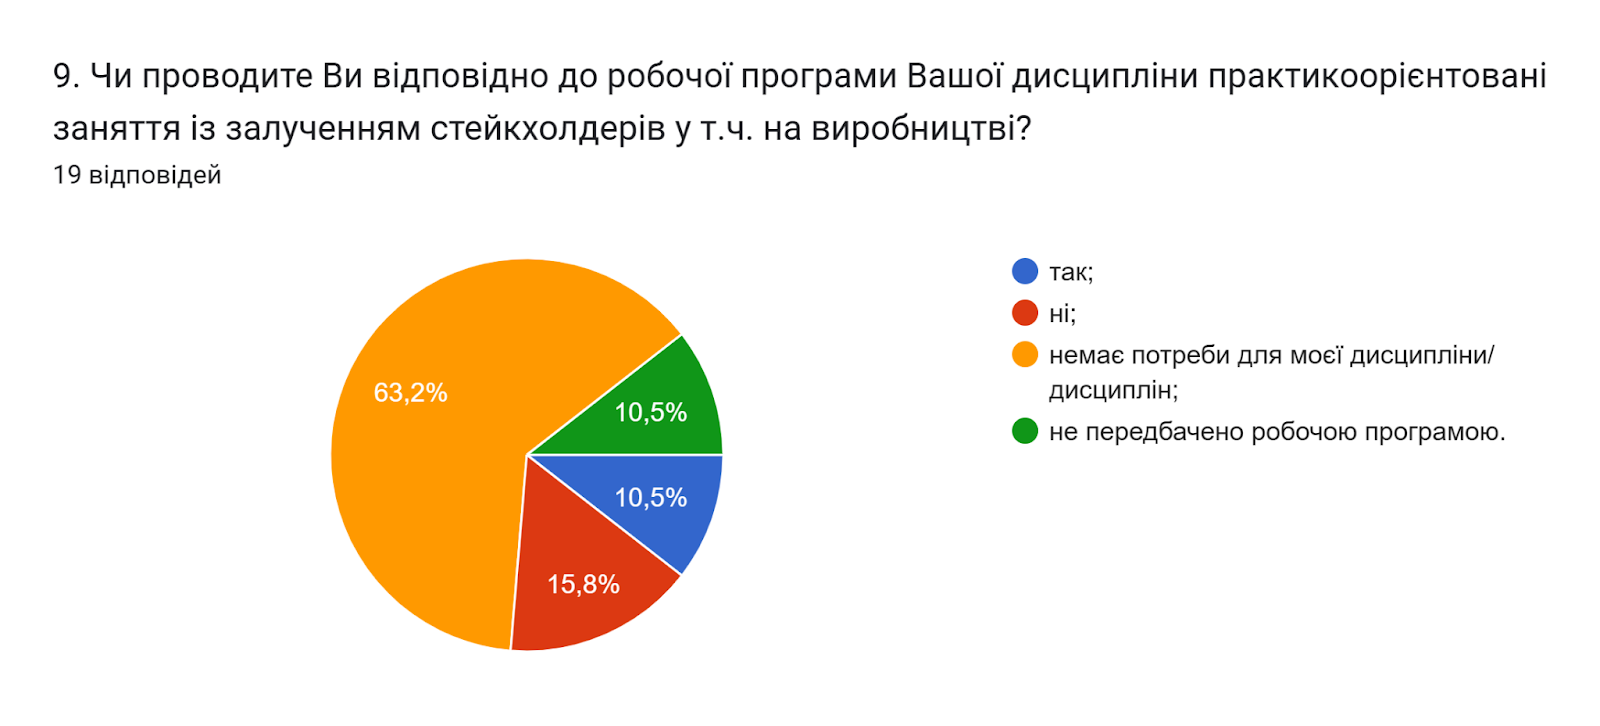 9. Чи проводите Ви відповідно до робочої програми Вашої дисципліни практикоорієнтовані
заняття із залученням стейкхолдерів у т.ч. на виробництві?
19 відповідей
так;
ні;
немає потреби для моєї дисципліни/
дисциплін;
не передбачено робочою програмою.
63,2%
10,5%
10,5%
15,8%